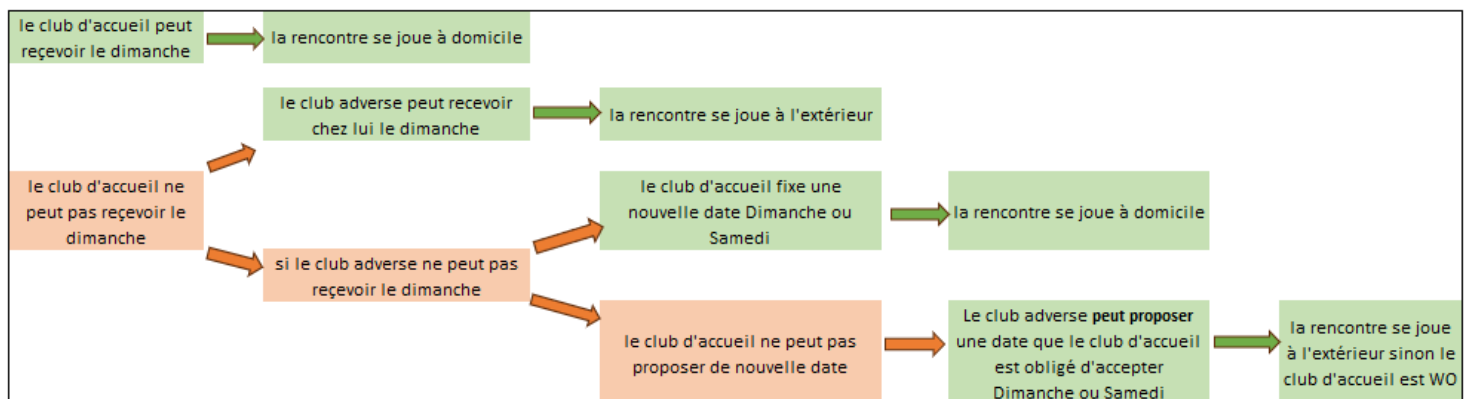 le club d'accueil peut
reçevoir le dimanche
la rencontre se joue à domicile
le club adverse peut recevoir
chez lui le dimanche
la rencontre se joue à l'extérieur
le club d'accueil ne
peut pas reçevoir le
dimanche
le club d'accueil fixe une
nouvelle date Dimanche ou
Samedi
la rencontre se joue à domicile
si le club adverse ne peut pas
reçevoir le dimanche
le club d'accueil ne peut pas
proposer de nouvelle date
Le club adverse peut proposer
une date que le club d'accueil
est obligé d'accepter
Dimanche ou Samedi
la rencontre se joue
à l'extérieur sinon le
club d'accueil est WO